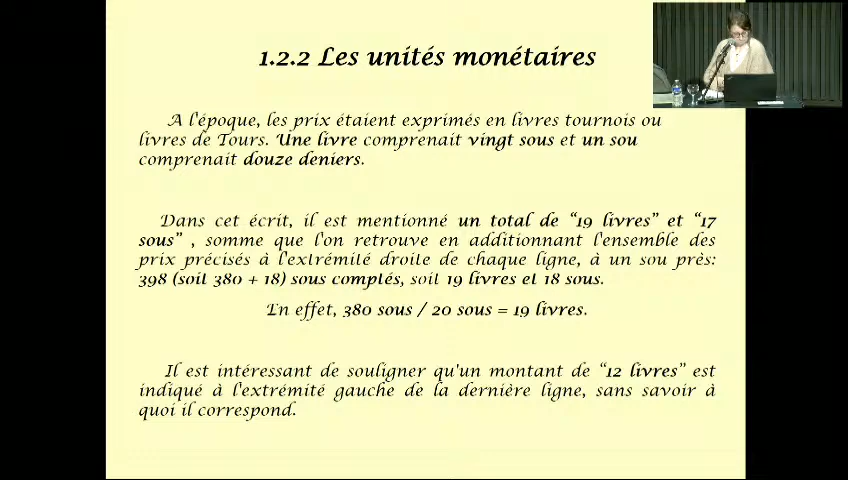 1.2.2 Les unités monétaires
A l'époque, les prix étaient exprimés en livres tournois ou
livres de Tours. Une livre comprenait vingt sous et un sou
comprenait douze deniers.
Dans cet écrit, il est mentionné un total de "19 livres" et "17
sous" , somme que l'on retrouve en additionnant l'ensemble des
prix précisés à l'extrémité droite de chaque ligne, à un sou près:
398 (soit 380 + 18) sous comptés, soit 19 livres et 18 sous.
En effet, 380 sous / 20 sous = 19 livres.
Il est intéressant de souligner qu'un montant de "12 livres" est
indiqué à l'extrémité gauche de la dernière ligne, sans savoir à
quoi il correspond.